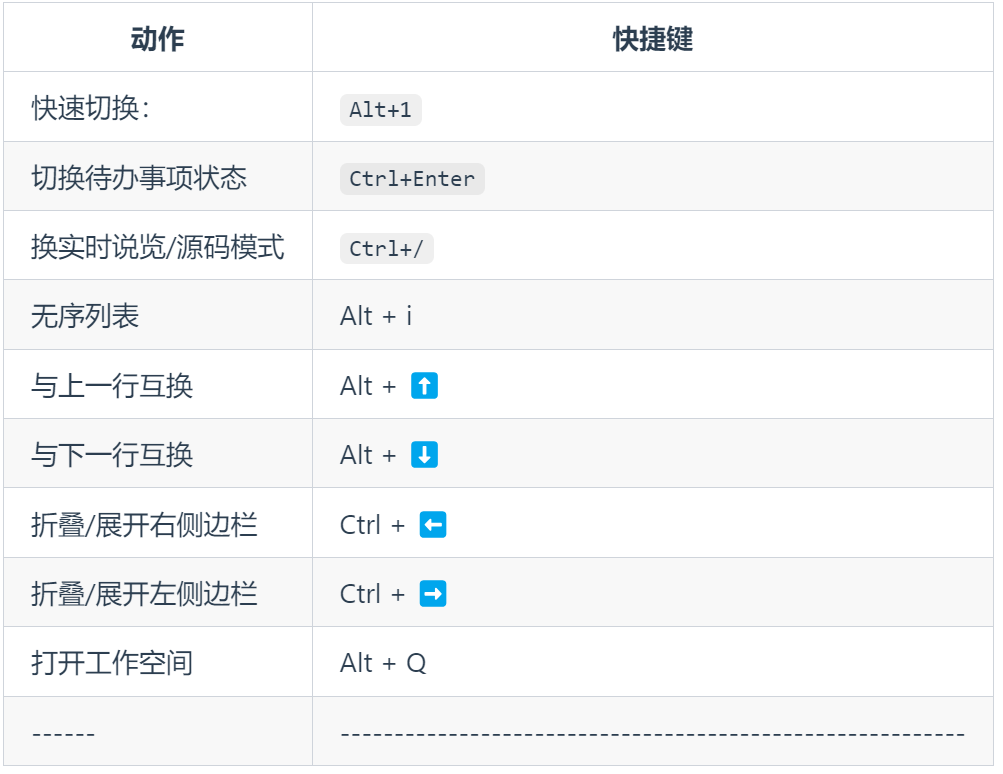 动作 快捷键
快速切换： Alt+1
切换待办事项状态 Ctrl+Enter
换实时说览/源码模式 Ctrl+/
无序列表 Alt + i
与上一行互换 Alt + ⬆️
与下一行互换 Alt + ⬇️
折叠/展开右侧边栏 Ctrl + ⬅️
折叠/展开左侧边栏 Ctrl + ➡️
打开工作空间 Alt + Q
------ ----------------------------------------------------------